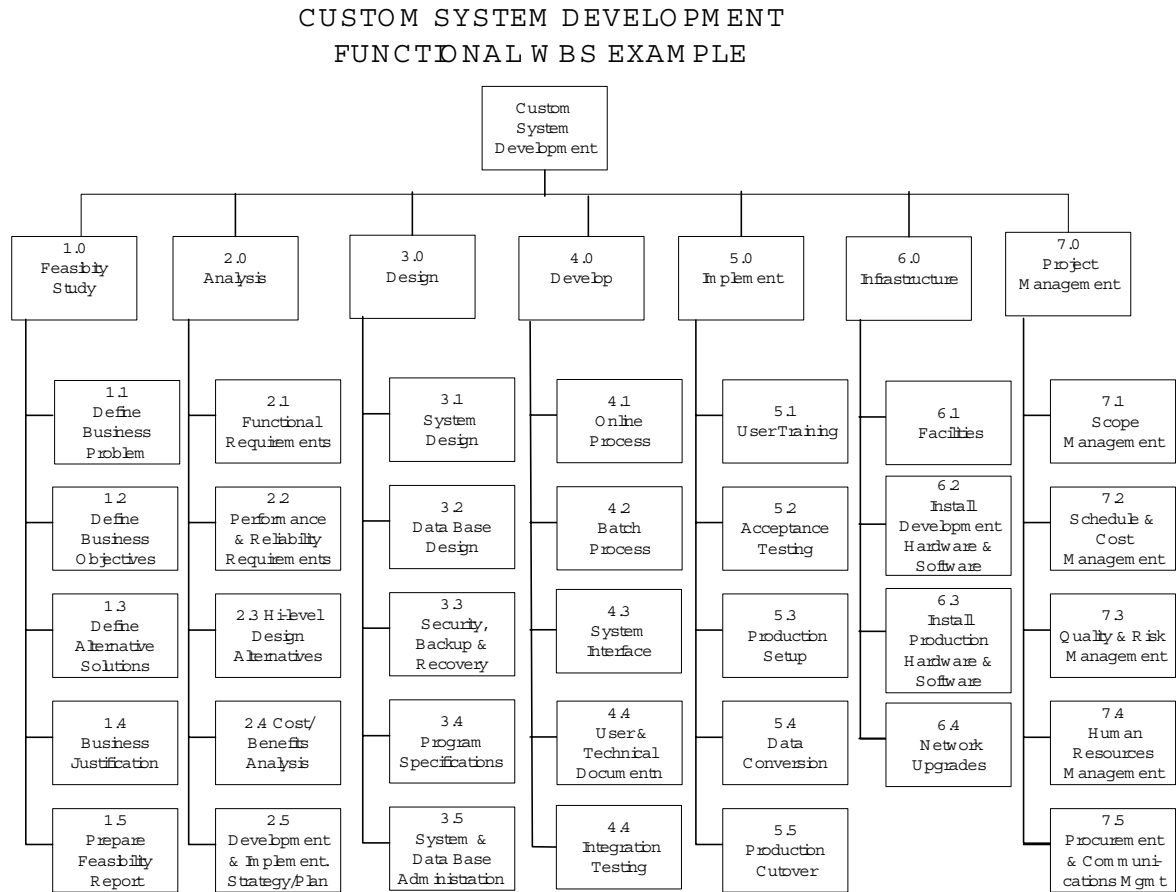 CUSTOM SYSTEM DEVELOPMENT
FUNCTIONAL WBS EXAMPLE
Custom
System
Development
1.0
Feasibity
Study
2.0
Analysis
3.0
Design
4.0
Develop
5.0
Implement
6.0
Infrastructure
7.0
Project
Management
1.1
Define
Business
Problem
2.1
Functional
Requirements
3.1
System
Design
4.1
Online
Process
5.1
User Training
6.1
Facilities
7.1
Scope
Management
1.2
Define
Business
Objectives
2.2
Performance
& Reliability
Requirements
3.2
Data Base
Design
4.2
Batch
Process
5.2
Acceptance
Testing
6.2
Install
Development
Hardware &
Software
7.2
Schedule &
Cost
Management
1.3
Define
Alternative
Solutions
2.3 Hi-level
Design
Alternatives
3.3
Security,
Backup &
Recovery
4.3
System
Interface
5.3
Production
Setup
6.3
Install
Production
Hardware &
Software
7.3
Quality & Risk
Management
1.4
Business
Justification
2.4 Cost/
Benefits
Analysis
3.4
Program
Specifications
4.4
User &
Technical
Documentn
5.4
Data
Conversion
6.4
Network
Upgrades
7.4
Human
Resources
Management
1.5
Prepare
Feasibility
Report
2.5
Development
& Implement.
Strategy/Plan
3.5
System &
Data Base
Administration
4.4
Integration
Testing
5.5
Production
Cutover
7.5
Procurement
& Communi-
cations Mgmt